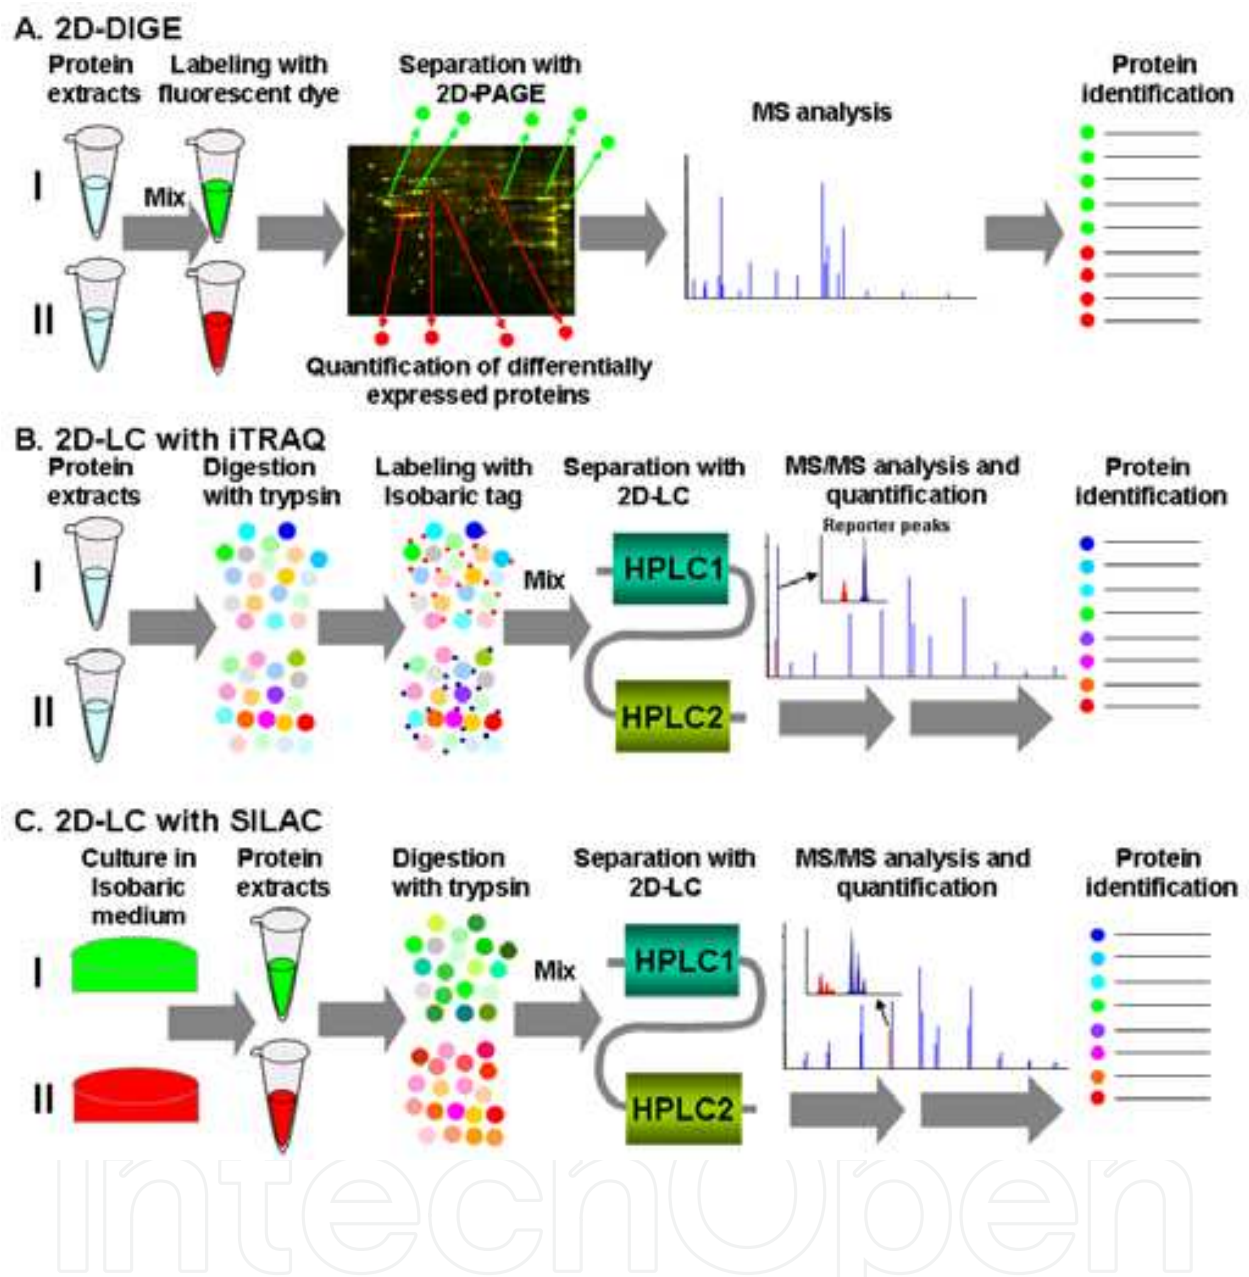 A. 2D-DIGE
Protein
extracts
Labeling with
fluorescent dye
Separation with
2D-PAGE
MS analysis
Protein
identification
I
Mix
II
Quantification of differentially
expressed proteins
B. 2D-LC with iTRAQ
Protein
extracts
Digestion
with trypsin
Labeling with
Isobaric tag
Separation with
2D-LC
MS/MS analysis and
quantification
Protein
identification
Reporter peaks
I
Mix
HPLC1
II
HPLC2
C. 2D-LC with SILAC
Culture in
Isobaric
medium
Protein
extracts
Digestion
with trypsin
Separation with
2D-LC
MS/MS analysis and
quantification
Protein
identification
I
Mix
HPLC1
II
HPLC2
IntechOpen